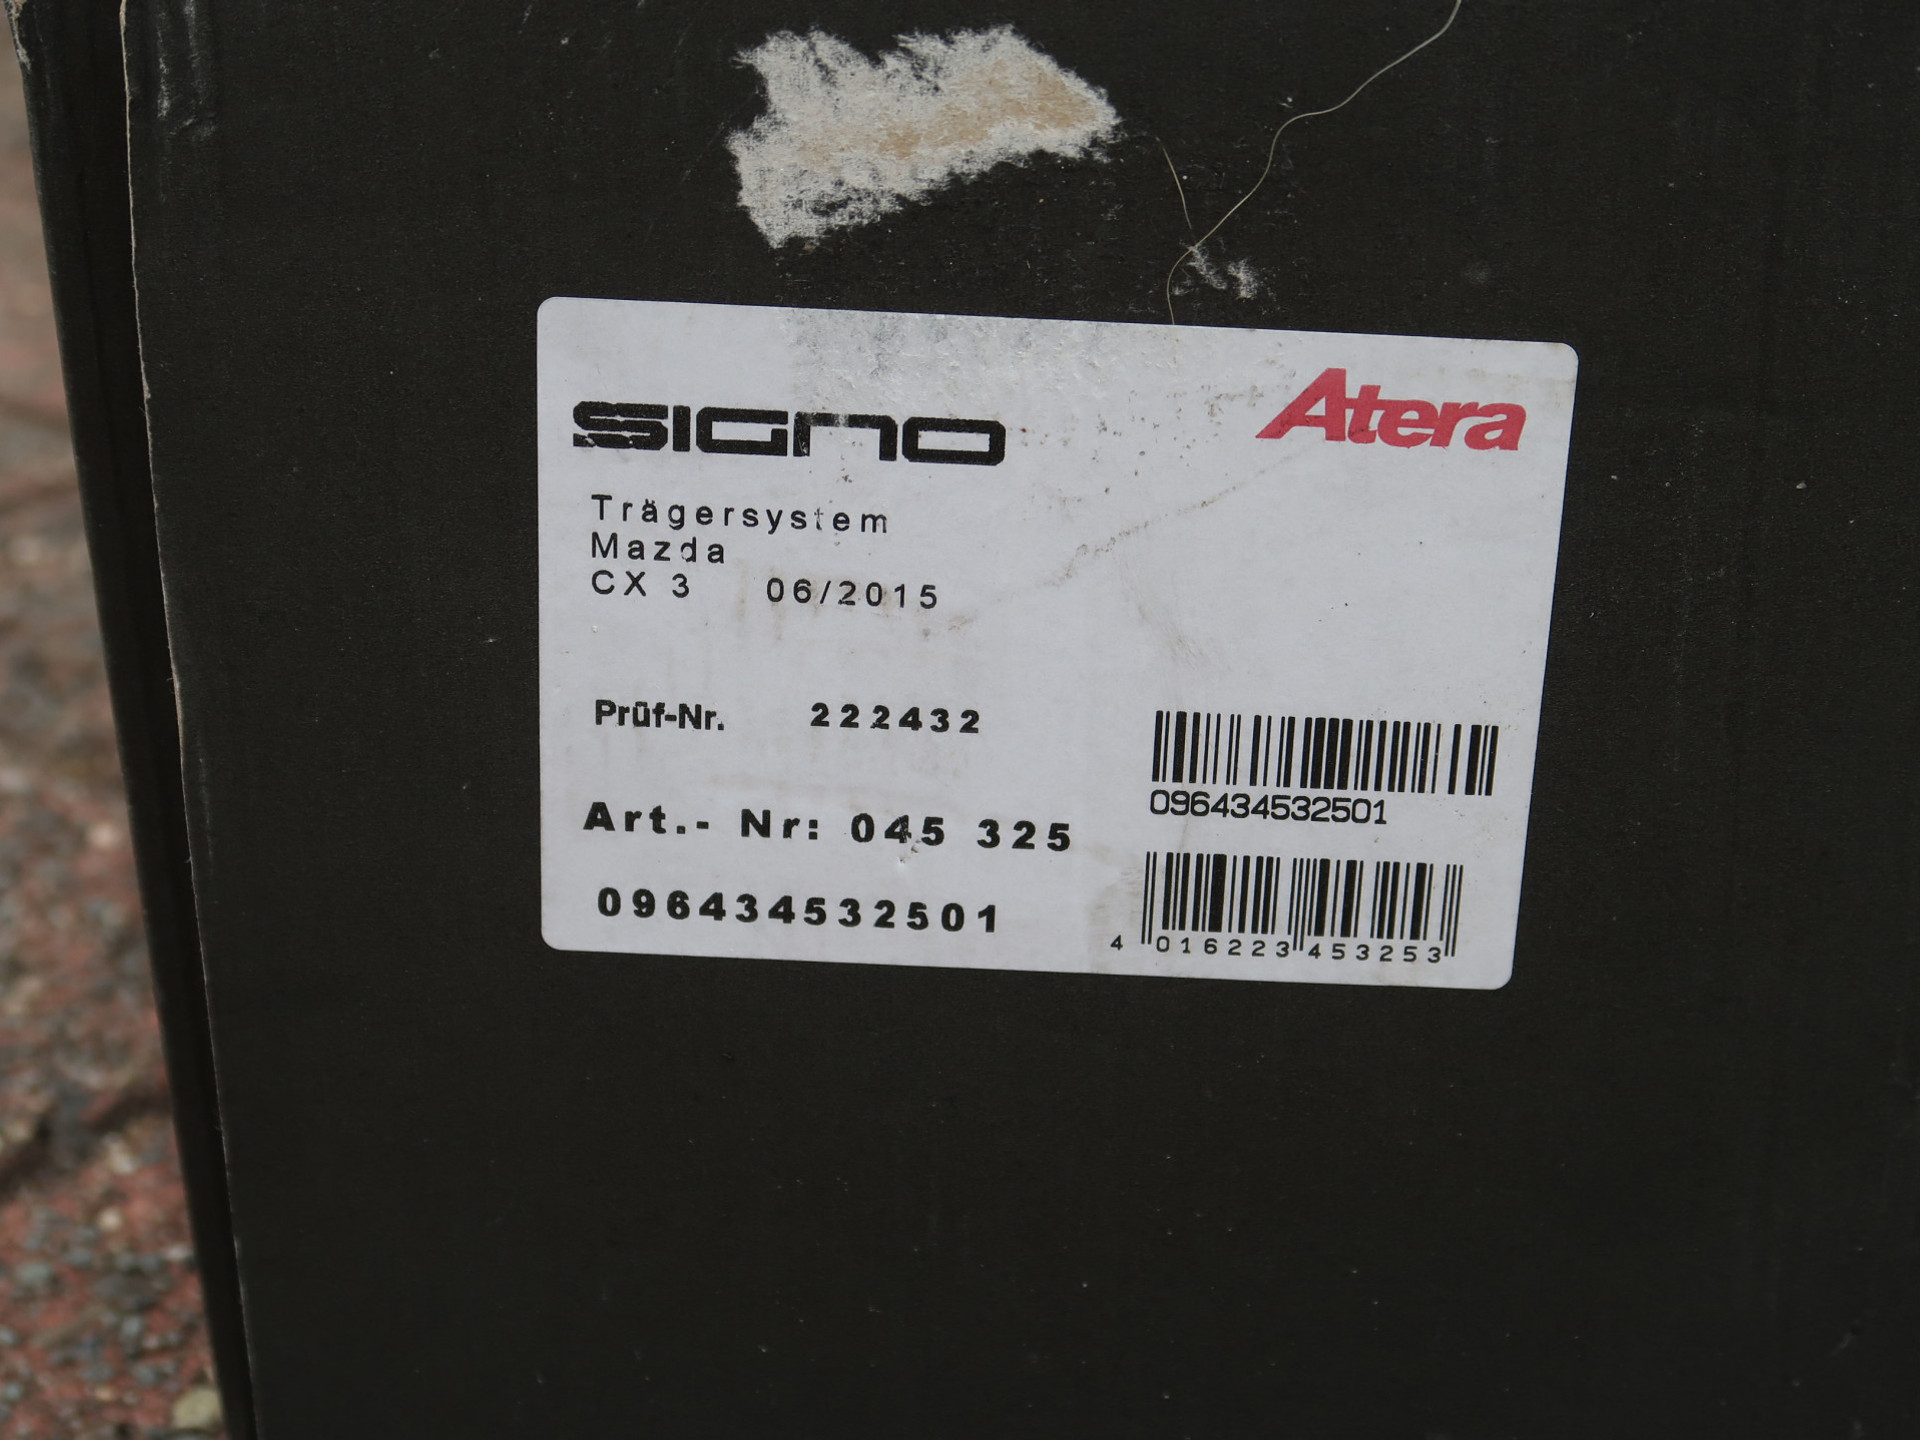 SIGNO
Atera
Trägersystem
Mazda
CX 3 06/2015
Prüf-Nr. 222432
Art.- Nr: 045 325
096434532501
096434532501
4 016223 453253